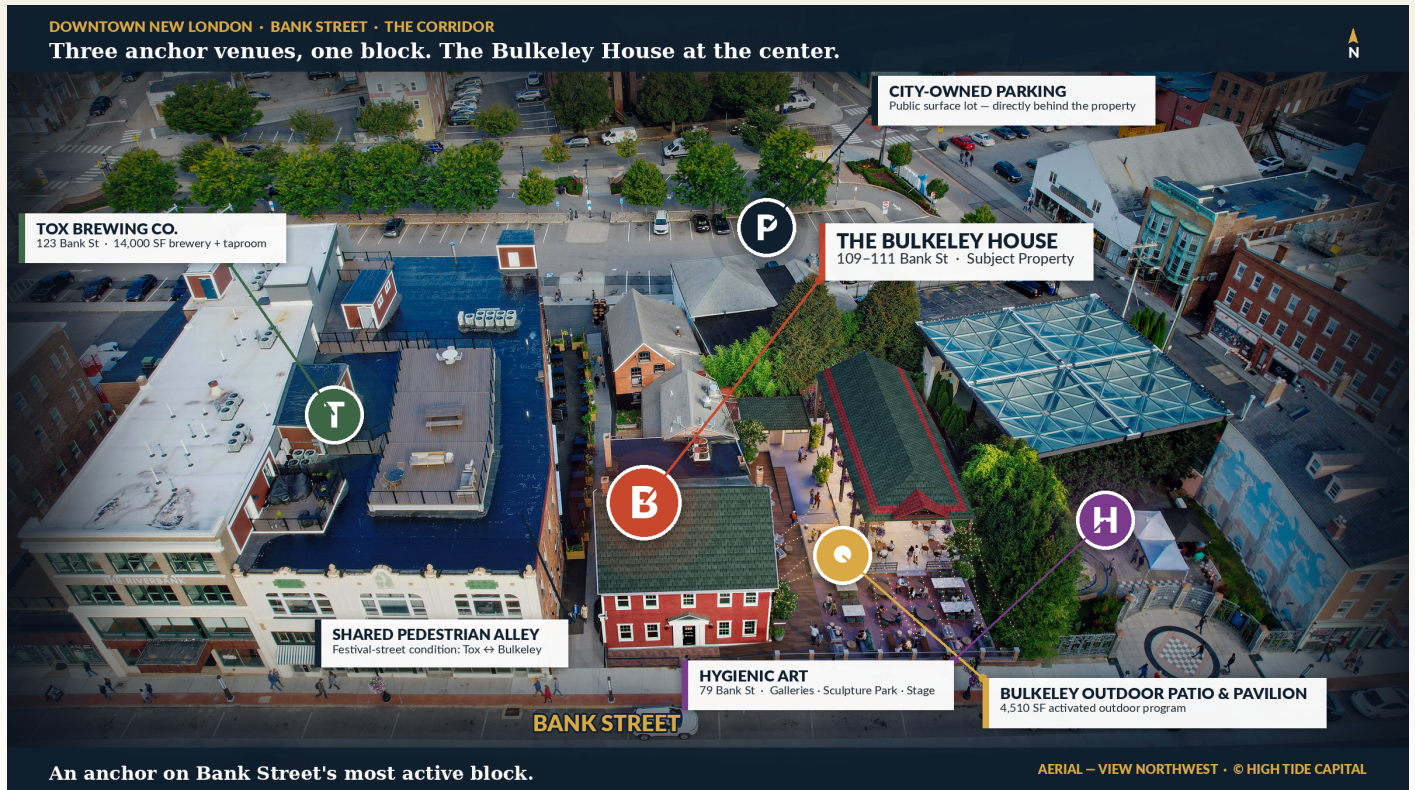 DOWNTOWN NEW LONDON · BANK STREET · THE CORRIDOR
Three anchor venues, one block. The Bulkeley House at the center.
N
CITY-OWNED PARKING
Public surface lot — directly behind the property
TOX BREWING CO.
123 Bank St · 14,000 SF brewery + taproom
P
THE BULKELEY HOUSE
109–111 Bank St · Subject Property
T
B
H
THE RIVERBANK
SHARED PEDESTRIAN ALLEY
Festival-street condition: Tox ↔ Bulkeley
HYGIENIC ART
79 Bank St · Galleries · Sculpture Park · Stage
BULKELEY OUTDOOR PATIO & PAVILION
4,510 SF activated outdoor program
BANK STREET
An anchor on Bank Street's most active block.
AERIAL — VIEW NORTHWEST · © HIGH TIDE CAPITAL